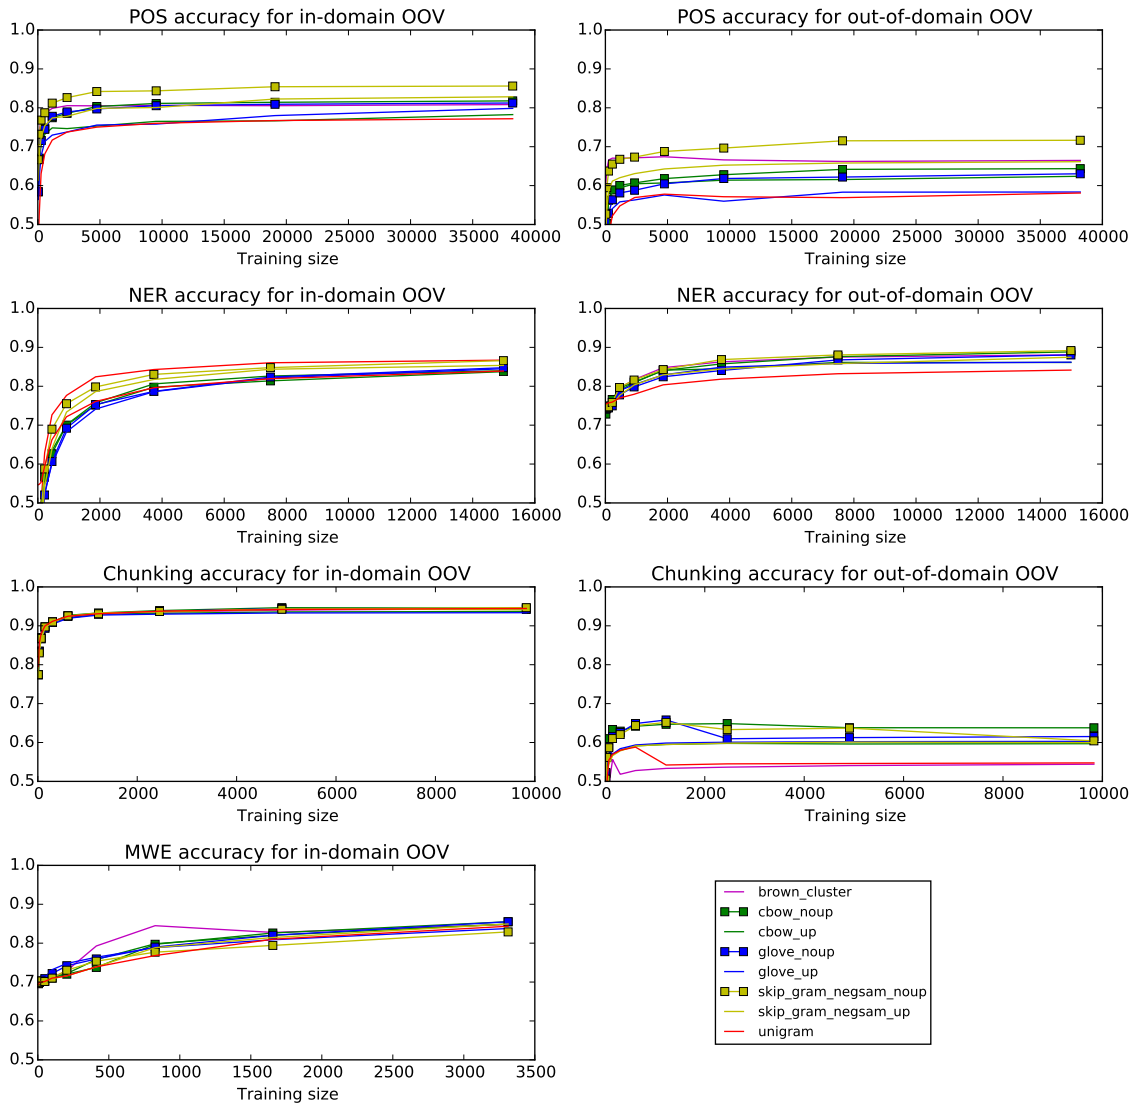 POS accuracy for in-domain OOV
1.0
0.9
0.8
0.7
0.6
0.5
0 5000 10000 15000 20000 25000 30000 35000 40000
Training size
POS accuracy for out-of-domain OOV
1.0
0.9
0.8
0.7
0.6
0.5
0 5000 10000 15000 20000 25000 30000 35000 40000
Training size
NER accuracy for in-domain OOV
1.0
0.9
0.8
0.7
0.6
0.5
0 2000 4000 6000 8000 10000 12000 14000 16000
Training size
NER accuracy for out-of-domain OOV
1.0
0.9
0.8
0.7
0.6
0.5
0 2000 4000 6000 8000 10000 12000 14000 16000
Training size
Chunking accuracy for in-domain OOV
1.0
0.9
0.8
0.7
0.6
0.5
0 2000 4000 6000 8000 10000
Training size
Chunking accuracy for out-of-domain OOV
1.0
0.9
0.8
0.7
0.6
0.5
0 2000 4000 6000 8000 10000
Training size
MWE accuracy for in-domain OOV
1.0
0.9
0.8
0.7
0.6
0.5
0 500 1000 1500 2000 2500 3000 3500
Training size
brown_cluster
cbow_noup
cbow_up
glove_noup
glove_up
skip_gram_negsam_noup
skip_gram_negsam_up
unigram